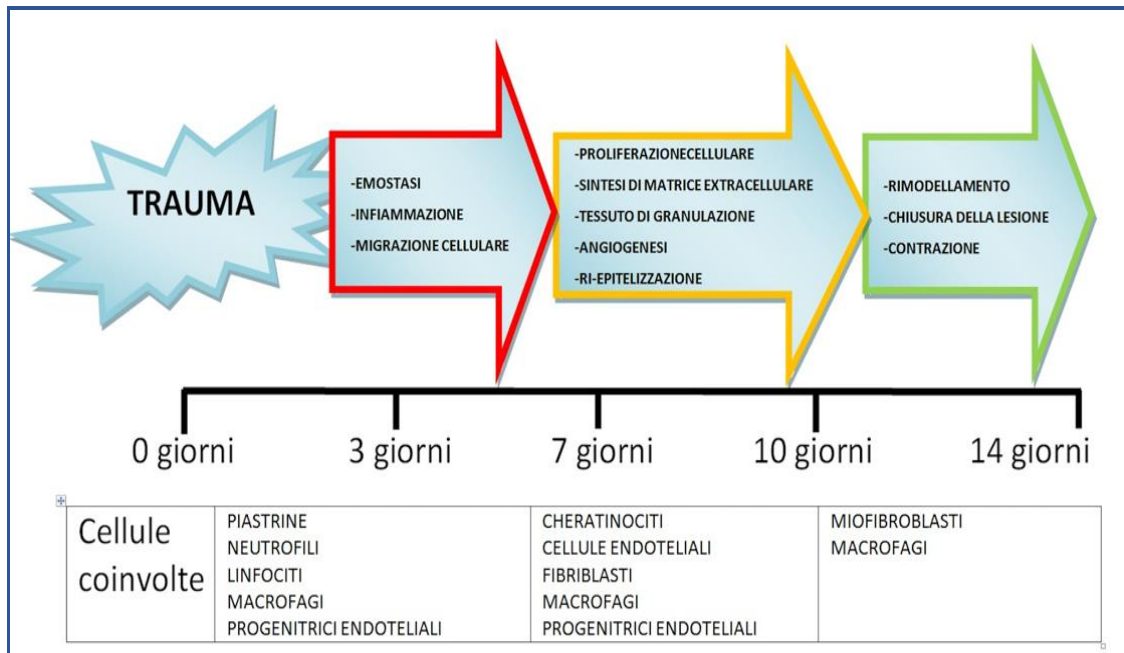 TRAUMA
-EMOSTASI
-INFIAMMAZIONE
-MIGRAZIONE CELLULARE
-PROLIFERAZIONECELLULARE
-SINTESI DI MATRICE EXTRACELLULARE
-TESSUTO DI GRANULAZIONE
-ANGIOGENESI
-RI-EPITELIZZAZIONE
-RIMODELLAMENTO
-CHIUSURA DELLA LESIONE
-CONTRAZIONE
0 giorni
3 giorni
7 giorni
10 giorni
14 giorni
Cellule
coinvolte
PIASTRINE
NEUTROFILI
LINFOCITI
MACROFAGI
PROGENITRICI ENDOTELIALI
CHERATINOCITI
CELLULE ENDOTELIALI
FIBRIBLASTI
MACROFAGI
PROGENITRICI ENDOTELIALI
MIOFIBROBLASTI
MACROFAGI